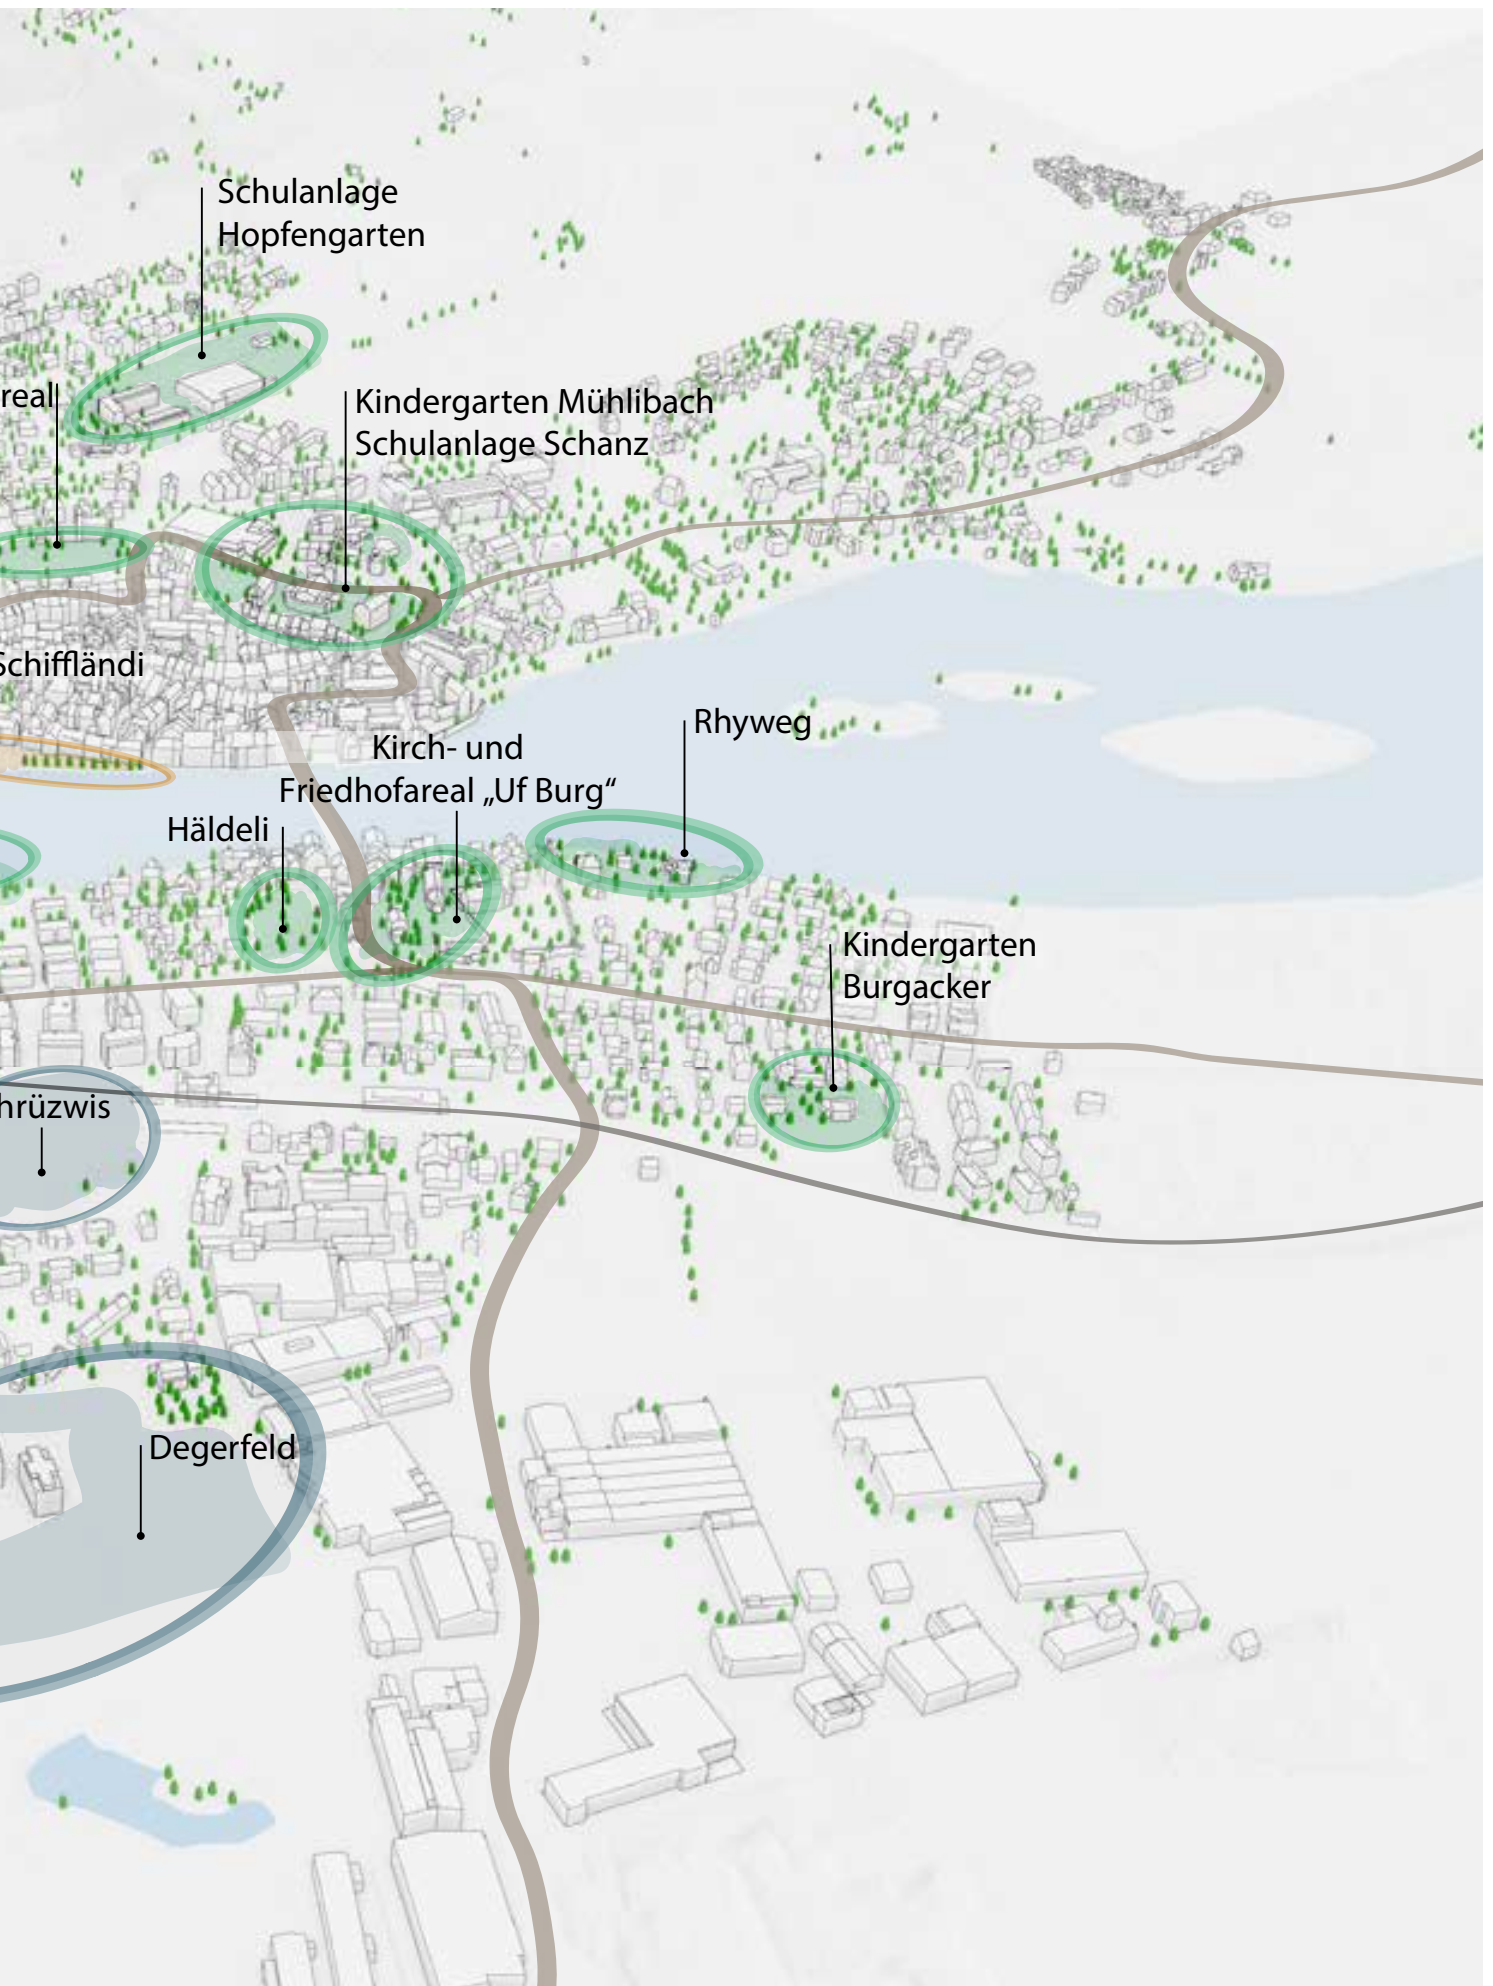 Schulanlage
Hopfengarten
real
Kindergarten Mühlibach
Schulanlage Schanz
Schiffländi
Rhyweg
Kirch- und
Friedhofareal „Uf Burg“
Häldeli
Kindergarten
Burgacker
hrüzwis
Degerfeld